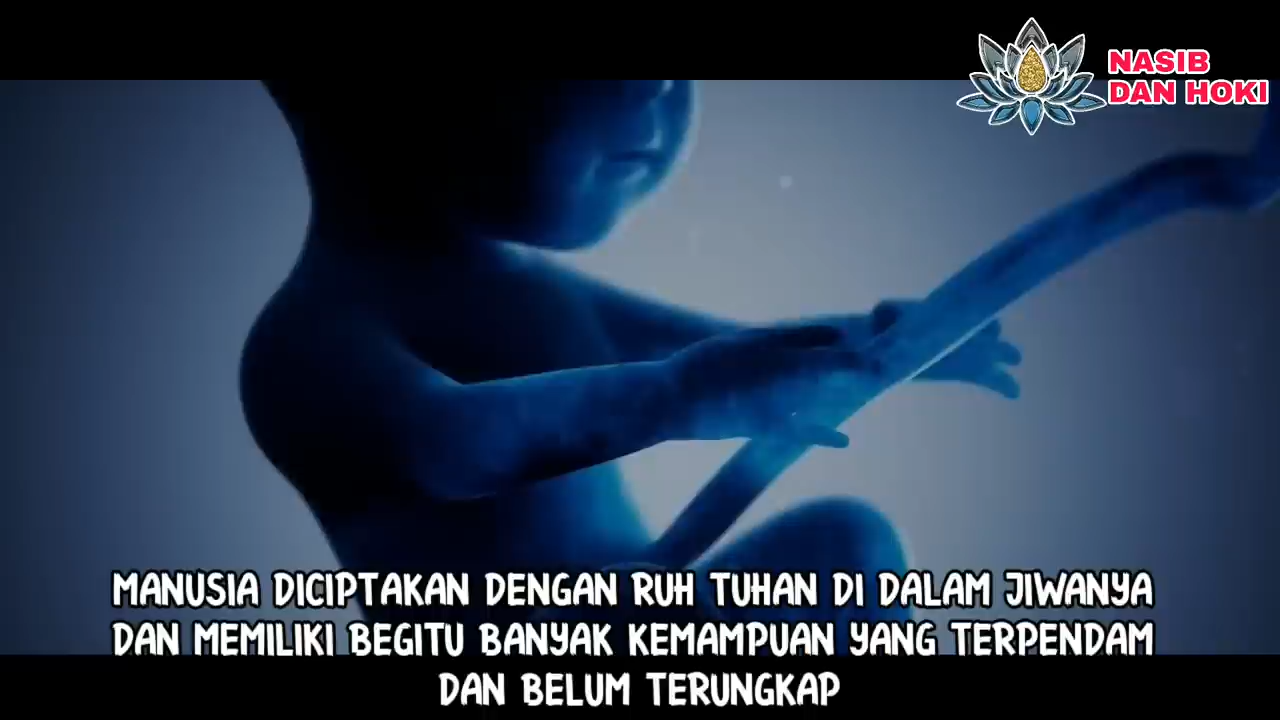 NASIB
DAN HOKI
MANUSIA DICIPTAKAN DENGAN RUH TUHAN DI DALAM JIWANYA
DAN MEMILIKI BEGITU BANYAK KEMAMPUAN YANG TERPENDAM
DAN BELUM TERUNGKAP